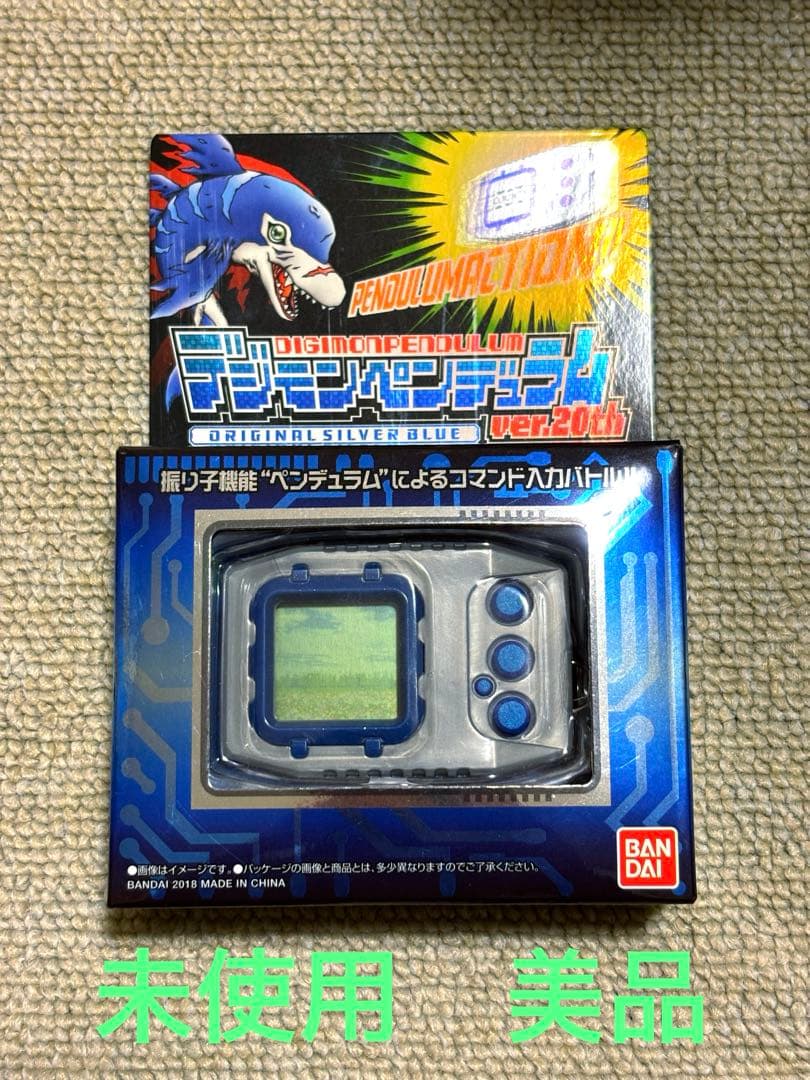 PENDULUMACTION
DIGIMONPENDULUM
デジモンペンデュラム
ver.20th
ORIGINAL SILVER BLUE
振り子機能“ペンデュラム”によるコマンド入力バトル!!
●画像はイメージです。●パッケージの画像と商品とは、多少異なりますのでご了承ください。
BANDAI 2018 MADE IN CHINA
BAN
DAI
未使用 美品